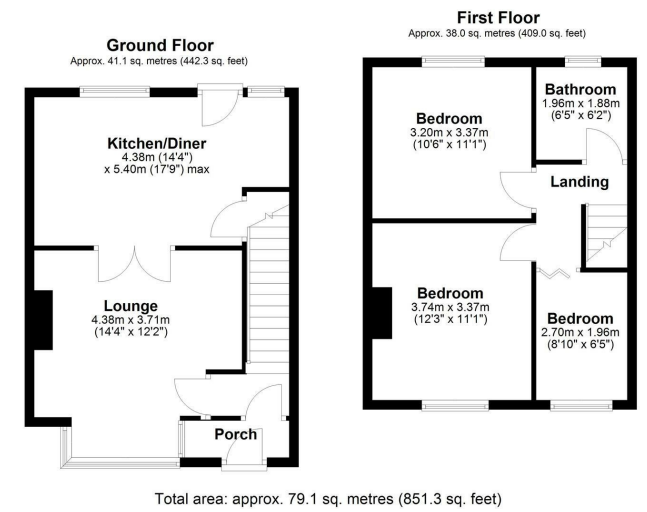 Ground Floor
Approx. 41.1 sq. metres (442.3 sq. feet)
Kitchen/Diner
4.38m (14'4")
x 5.40m (17'9") max
Lounge
4.38m x 3.71m
(14'4" x 12'2")
Porch
First Floor
Approx. 38.0 sq. metres (409.0 sq. feet)
Bedroom
3.20m x 3.37m
(10'6" x 11'1")
Bathroom
1.96m x 1.88m
(6'5" x 6'2")
Landing
Bedroom
3.74m x 3.37m
(12'3" x 11'1")
Bedroom
2.70m x 1.96m
(8'10" x 6'5")
Total area: approx. 79.1 sq. metres (851.3 sq. feet)